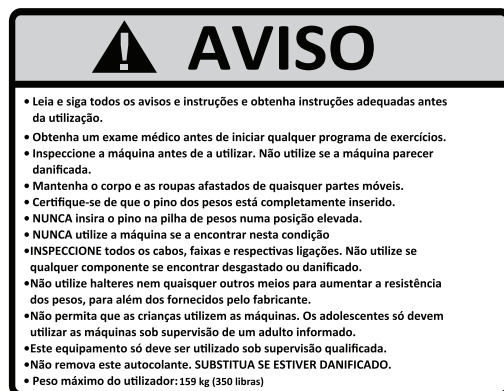 AVISO
• Leia e siga todos os avisos e instruções e obtenha instruções adequadas antes
da utilização.
• Obtenha um exame médico antes de iniciar qualquer programa de exercícios.
• Inspeccione a máquina antes de a utilizar. Não utilize se a máquina parecer
danificada.
• Mantenha o corpo e as roupas afastados de quaisquer partes móveis.
• Certifique-se de que o pino dos pesos está completamente inserido.
• NUNCA insira o pino na pilha de pesos numa posição elevada.
• NUNCA utilize a máquina se a encontrar nesta condição
•INSPECCIONE todos os cabos, faixas e respectivas ligações. Não utilize se
qualquer componente se encontrar desgastado ou danificado.
•Não utilize halteres nem quaisquer outros meios para aumentar a resistência
dos pesos, para além dos fornecidos pelo fabricante.
•Não permita que as crianças utilizem as máquinas. Os adolescentes só devem
utilizar as máquinas sob supervisão de um adulto informado.
•Este equipamento só deve ser utilizado sob supervisão qualificada.
•Não remova este autocolante. SUBSTITUA SE ESTIVER DANIFICADO.
• Peso máximo do utilizador: 159 kg (350 libras)